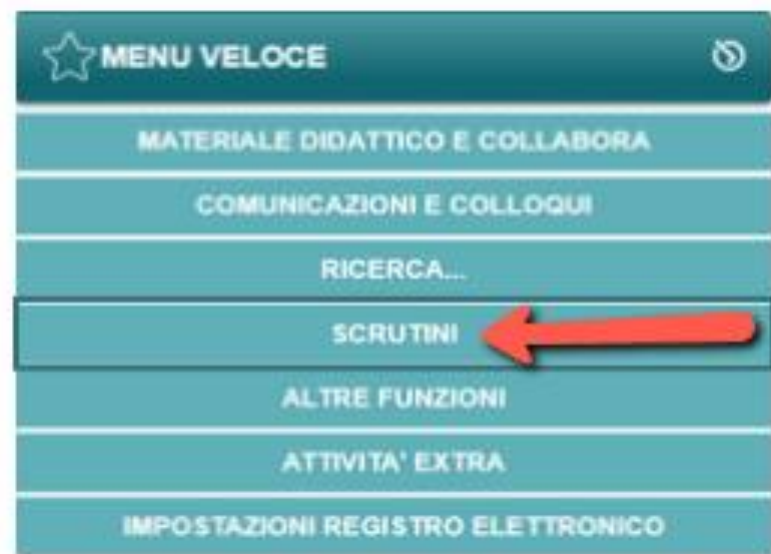 MENU VELOCE
MATERIALE DIDATTICO E COLLABORA
COMUNICAZIONI E COLLOQUI
RICERCA...
SCRUTINI
ALTRE FUNZIONI
ATTIVITA' EXTRA
IMPOSTAZIONI REGISTRO ELETTRONICO